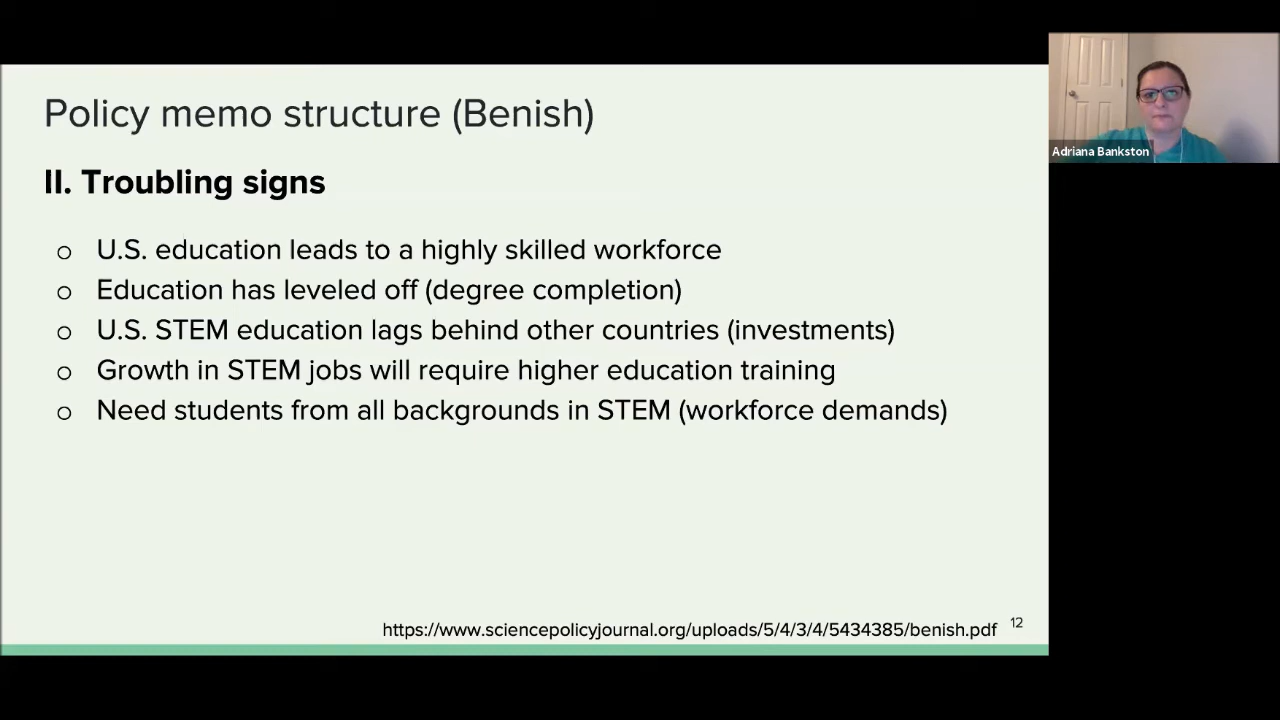 Policy memo structure (Benish)
II. Troubling signs
o U.S. education leads to a highly skilled workforce
o Education has leveled off (degree completion)
o U.S. STEM education lags behind other countries (investments)
o Growth in STEM jobs will require higher education training
o Need students from all backgrounds in STEM (workforce demands)
https://www.sciencepolicyjournal.org/uploads/5/4/3/4/5434385/benish.pdf
12
Adriana Bankston